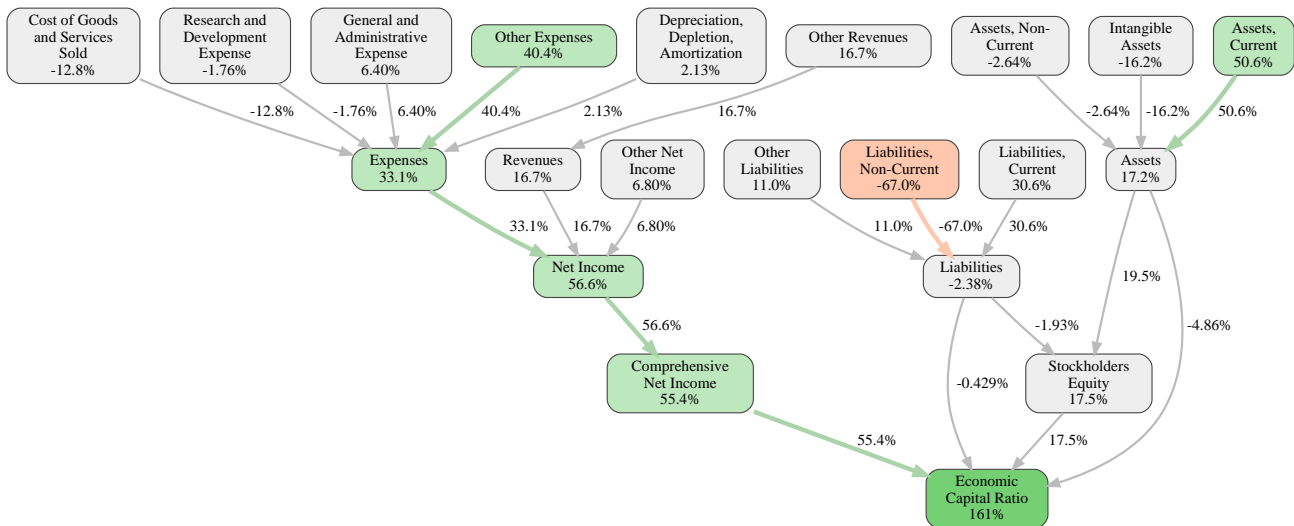 Cost of Goods
and Services
Sold
-12.8%
Research and
Development
Expense
-1.76%
General and
Administrative
Expense
6.40%
Other Expenses
40.4%
Depreciation,
Depletion,
Amortization
2.13%
Other Revenues
16.7%
Assets, Non-
Current
-2.64%
Intangible
Assets
-16.2%
Assets,
Current
50.6%
-12.8%
-1.76%
6.40%
40.4%
2.13%
16.7%
-2.64%
-16.2%
50.6%
Expenses
33.1%
Revenues
16.7%
Other Net
Income
6.80%
Other
Liabilities
11.0%
Liabilities,
Non-Current
-67.0%
Liabilities,
Current
30.6%
Assets
17.2%
33.1%
16.7%
6.80%
11.0%
-67.0%
30.6%
Net Income
56.6%
Liabilities
-2.38%
19.5%
56.6%
-1.93%
-4.86%
Comprehensive
Net Income
55.4%
-0.429%
Stockholders
Equity
17.5%
55.4%
17.5%
Economic
Capital Ratio
161%